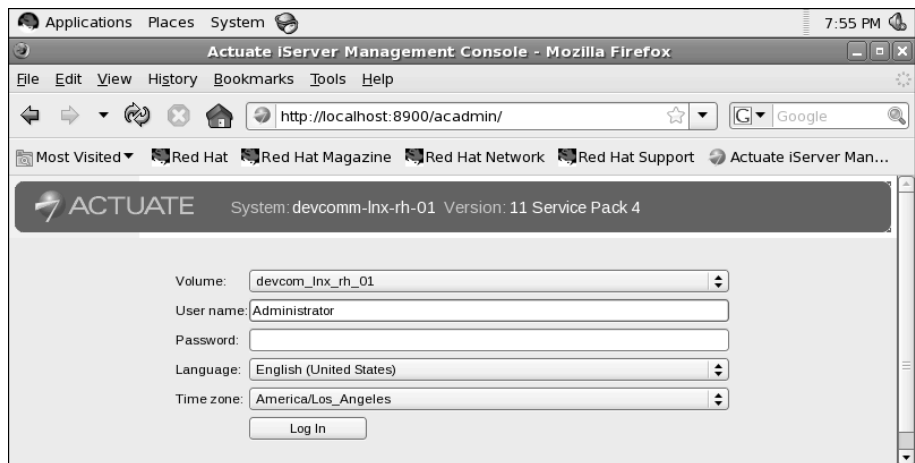 Applications Places System 7:55 PM
Actuate iServer Management Console - Mozilla Firefox
File Edit View History Bookmarks Tools Help
http://localhost:8900/acadmin/ G Google
Most Visited Red Hat Red Hat Magazine Red Hat Network Red Hat Support Actuate iServer Man...
ACTUATE System: devcomm-lnx-rh-01 Version: 11 Service Pack 4
Volume: devcom_lnx_rh_01
User name: Administrator
Password:
Language: English (United States)
Time zone: America/Los_Angeles
Log In